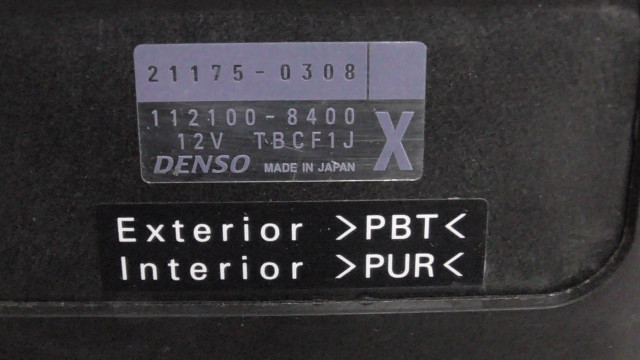 21175-0308
112100-8400
12V TBCF1J X
DENSO MADE IN JAPAN
Exterior >PBT<
Interior >PUR<